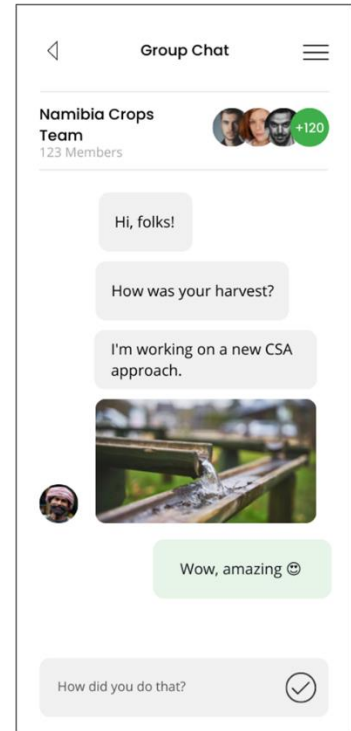 Group Chat
Namibia Crops
Team
+120
123 Members
Hi, folks!
How was your harvest?
I'm working on a new CSA
approach.
Wow, amazing 😍
How did you do that?